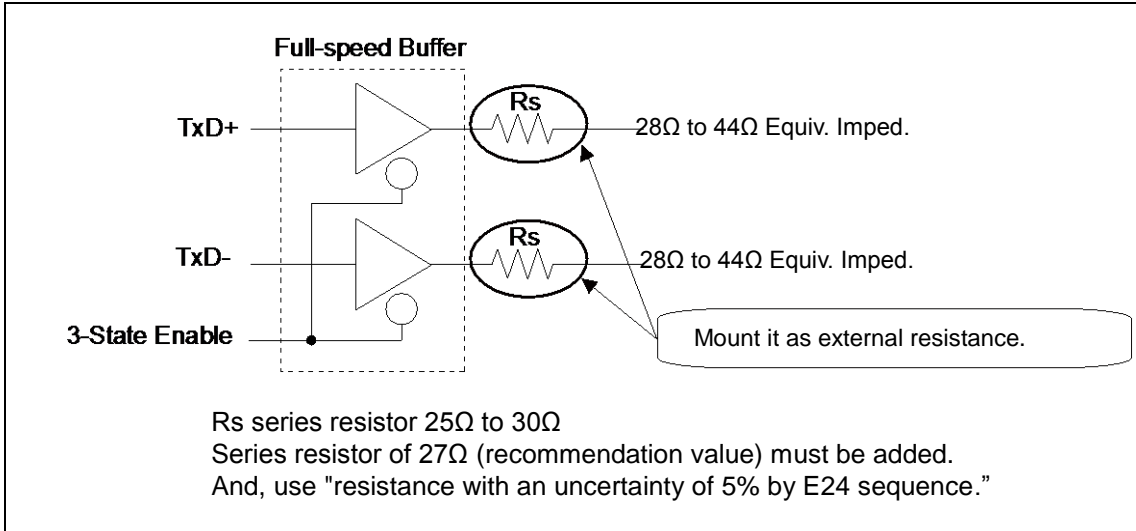 Full-speed Buffer
Rs
TxD+
28Ω to 44Ω Equiv. Imped.
Rs
TxD-
28Ω to 44Ω Equiv. Imped.
3-State Enable
Mount it as external resistance.
Rs series resistor 25Ω to 30Ω
Series resistor of 27Ω (recommendation value) must be added.
And, use "resistance with an uncertainty of 5% by E24 sequence.”